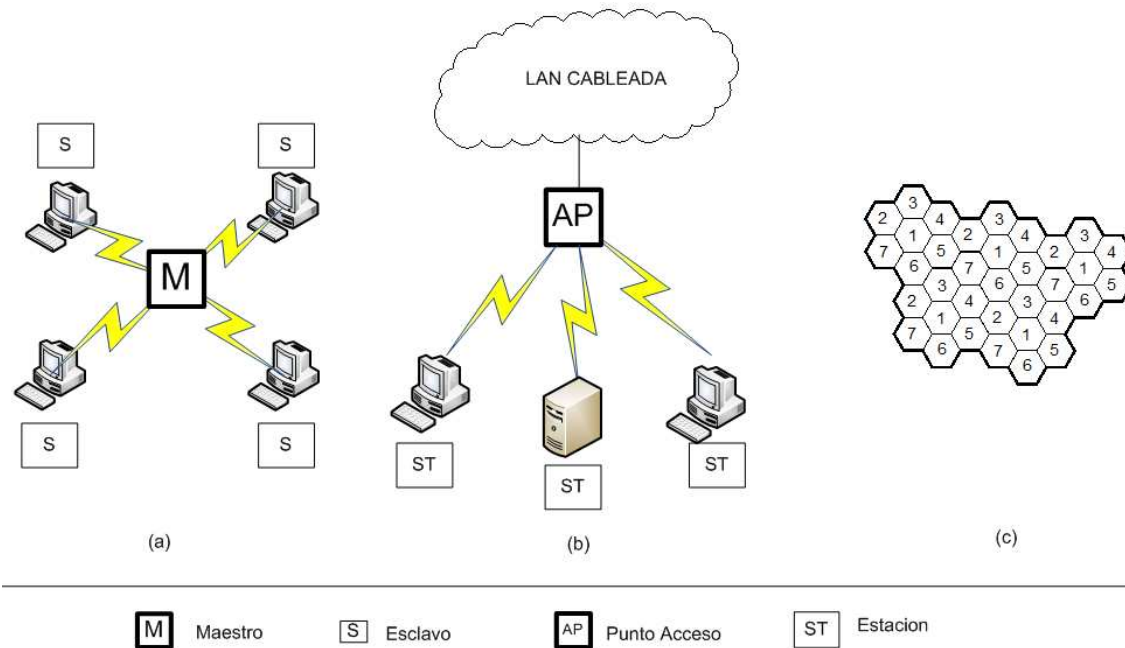 LAN CABLEADA
S
S
AP
M
S
S
ST
ST
ST
3
2 4 3 3
1 2 4 4
7 5 1 2 1
6 7 5 5
3 6 7
2 4 3 6
1 2 4
7 5 1
6 7 5
6
(a)
(b)
(c)
M Maestro
S Esclavo
AP Punto Acceso
ST Estacion